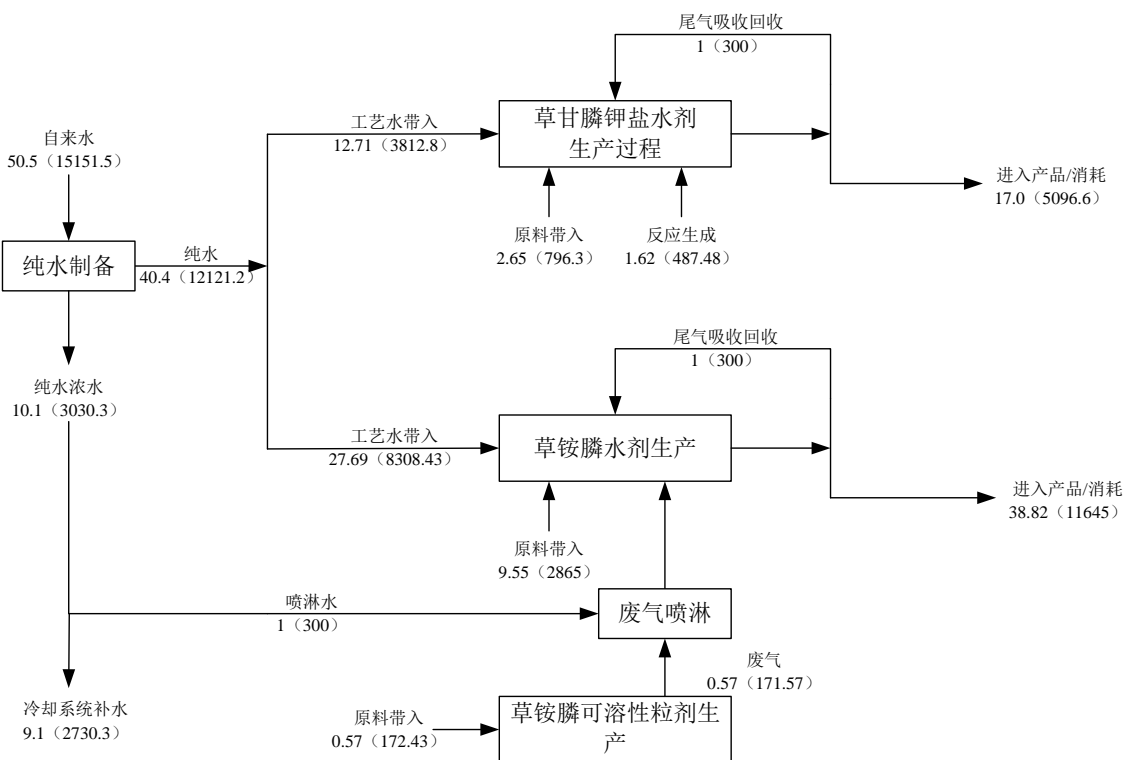 尾气吸收回收
1（300）
自来水
50.5（15151.5）
工艺水带入
12.71（3812.8）
草甘膦钾盐水剂
生产过程
进入产品/消耗
17.0（5096.6）
纯水制备
纯水
40.4（12121.2）
原料带入
2.65（796.3）
反应生成
1.62（487.48）
尾气吸收回收
1（300）
纯水浓水
10.1（3030.3）
工艺水带入
27.69（8308.43）
草铵膦水剂生产
进入产品/消耗
38.82（11645）
原料带入
9.55（2865）
喷淋水
1（300）
废气喷淋
废气
0.57（171.57）
冷却系统补水
9.1（2730.3）
原料带入
0.57（172.43）
草铵膦可溶性粒剂生
产